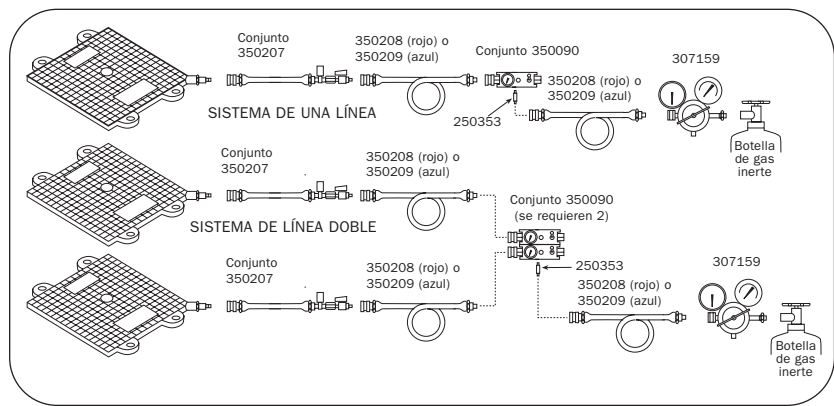 Conjunto
350207
350208 (rojo) o
350209 (azul)
Conjunto 350090
350208 (rojo) o
350209 (azul)
307159
250353
SISTEMA DE UNA LÍNEA
Botella
de gas
inerte
Conjunto
350207
350208 (rojo) o
350209 (azul)
Conjunto 350090
(se requieren 2)
SISTEMA DE LÍNEA DOBLE
Conjunto
350207
350208 (rojo) o
350209 (azul)
250353
350208 (rojo) o
350209 (azul)
307159
Botella
de gas
inerte